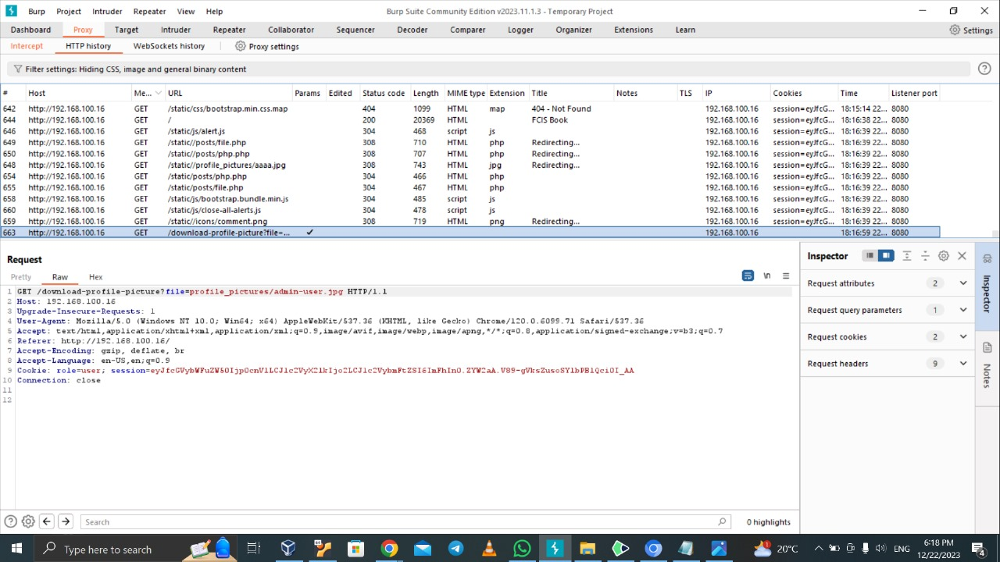 Burp Project Intruder Repeater View Help Burp Suite Community Edition v2023.11.1.3 - Temporary Project
Dashboard Proxy Target Intruder Repeater Collaborator Sequencer Decoder Comparer Logger Organizer Extensions Learn Settings
Intercept HTTP history WebSockets history Proxy settings
Filter settings: Hiding CSS, image and general binary content
# Host Me... URL Params Edited Status code Length MIME type Extension Title Notes TLS IP Cookies Time Listener port
642 http://192.168.100.16 GET /static/css/bootstrap.min.css.map 404 1099 HTML map 404 - Not Found 192.168.100.16 session=eyJfcG... 18:15:14 22... 8080
644 http://192.168.100.16 GET / 200 20369 HTML FCIS Book 192.168.100.16 session=eyJfcG... 18:16:38 22... 8080
646 http://192.168.100.16 GET /static/js/alert.js 304 468 script js 192.168.100.16 session=eyJfcG... 18:16:39 22... 8080
649 http://192.168.100.16 GET /static//posts/file.php 308 710 HTML php Redirecting... 192.168.100.16 session=eyJfcG... 18:16:39 22... 8080
650 http://192.168.100.16 GET /static//posts/php.php 308 707 HTML php Redirecting... 192.168.100.16 session=eyJfcG... 18:16:39 22... 8080
648 http://192.168.100.16 GET /static//profile_pictures/aaaa.jpg 308 743 HTML jpg Redirecting... 192.168.100.16 session=eyJfcG... 18:16:39 22... 8080
654 http://192.168.100.16 GET /static/posts/php.php 304 466 HTML php 192.168.100.16 session=eyJfcG... 18:16:39 22... 8080
655 http://192.168.100.16 GET /static/posts/file.php 304 467 HTML php 192.168.100.16 session=eyJfcG... 18:16:39 22... 8080
658 http://192.168.100.16 GET /static/js/bootstrap.bundle.min.js 304 485 script js 192.168.100.16 session=eyJfcG... 18:16:39 22... 8080
660 http://192.168.100.16 GET /static/js/close-all-alerts.js 304 478 script js 192.168.100.16 session=eyJfcG... 18:16:39 22... 8080
659 http://192.168.100.16 GET /static//icons/comment.png 308 719 HTML png Redirecting... 192.168.100.16 session=eyJfcG... 18:16:39 22... 8080
663 http://192.168.100.16 GET /download-profile-picture?file=... ✓ 192.168.100.16 18:16:59 22... 8080
Request
Pretty Raw Hex \n
1 GET /download-profile-picture?file=profile_pictures/admin-user.jpg HTTP/1.1
2 Host: 192.168.100.16
3 Upgrade-Insecure-Requests: 1
4 User-Agent: Mozilla/5.0 (Windows NT 10.0; Win64; x64) AppleWebKit/537.36 (KHTML, like Gecko) Chrome/120.0.6099.71 Safari/537.36
5 Accept: text/html,application/xhtml+xml,application/xml;q=0.9,image/avif,image/webp,image/apng,*/*;q=0.8,application/signed-exchange;v=b3;q=0.7
6 Referer: http://192.168.100.16/
7 Accept-Encoding: gzip, deflate, br
8 Accept-Language: en-US,en;q=0.9
9 Cookie: role=user;
10 Connection: close
11
12
Inspector
Request attributes 2
Request query parameters 1
Request cookies 2
Request headers 9
Inspector
Notes
Search 0 highlights
Type here to search
20°C ENG 6:18 PM
12/22/2023
4